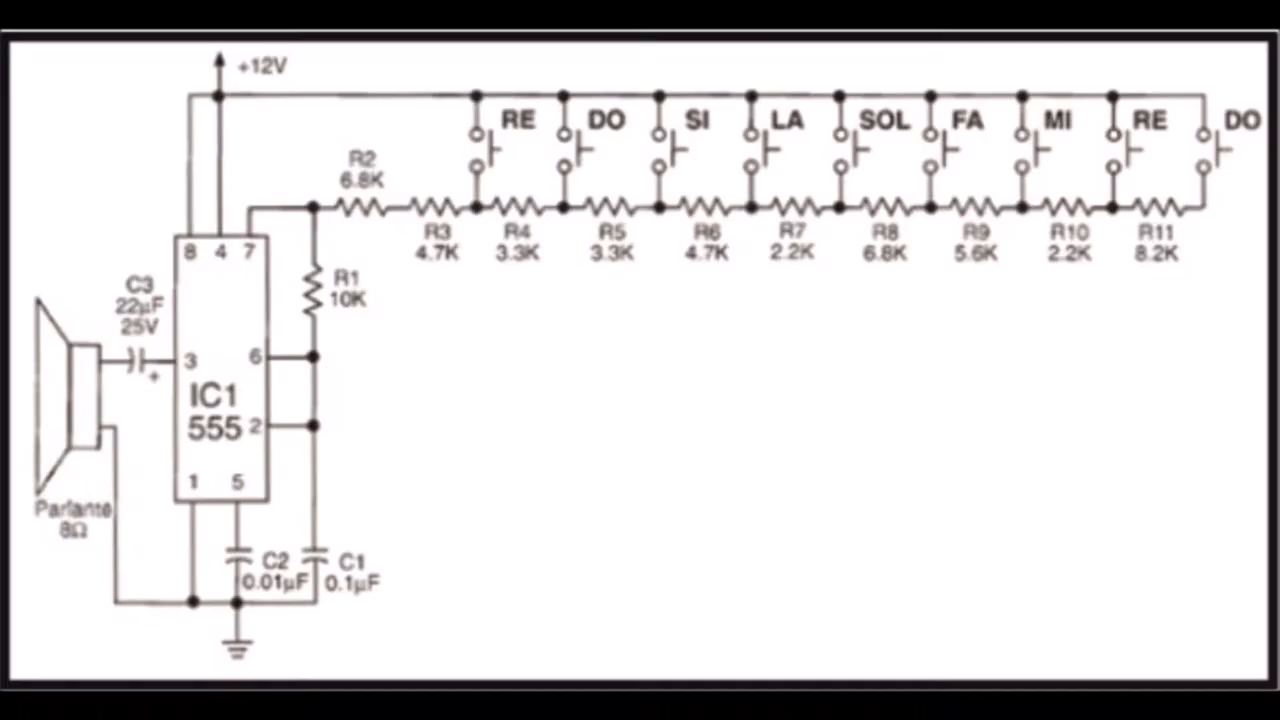 +12V
RE DO SI LA SOL FA MI RE DO
R2
6.8K
R3 R4 R5 R6 R7 R8 R9 R10 R11
4.7K 3.3K 3.3K 4.7K 2.2K 6.8K 5.6K 2.2K 8.2K
8 4 7
R1
10K
C3
22µF
25V
+
3 6
IC1
555 2
1 5
Parlante
8Ω
C2
0.01µF
C1
0.1µF